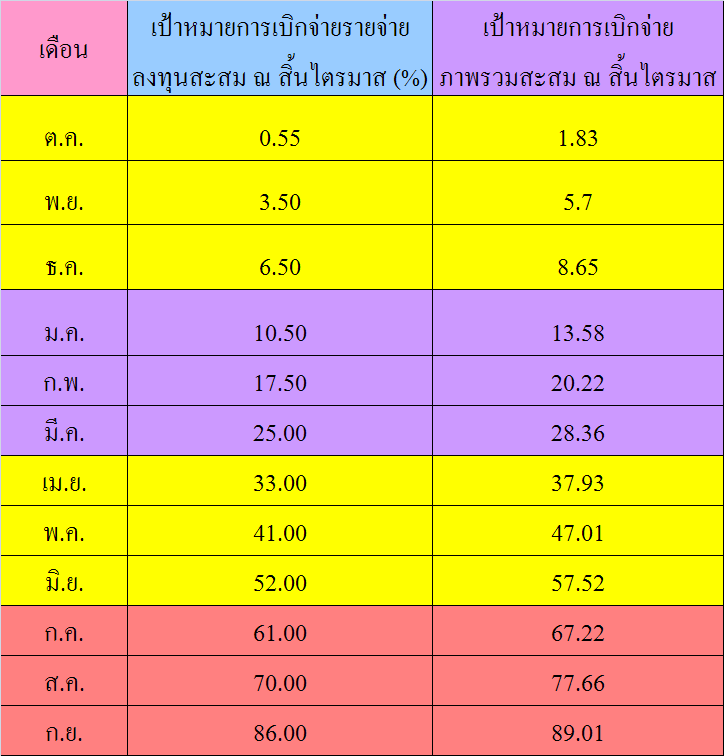 เดือน
เป้าหมายการเบิกจ่ายรายจ่าย
ลงทุนสะสม ณ สิ้นไตรมาส (%)
เป้าหมายการเบิกจ่าย
ภาพรวมสะสม ณ สิ้นไตรมาส
ต.ค. 0.55 1.83
พ.ย. 3.50 5.7
ธ.ค. 6.50 8.65
ม.ค. 10.50 13.58
ก.พ. 17.50 20.22
มี.ค. 25.00 28.36
เม.ย. 33.00 37.93
พ.ค. 41.00 47.01
มิ.ย. 52.00 57.52
ก.ค. 61.00 67.22
ส.ค. 70.00 77.66
ก.ย. 86.00 89.01